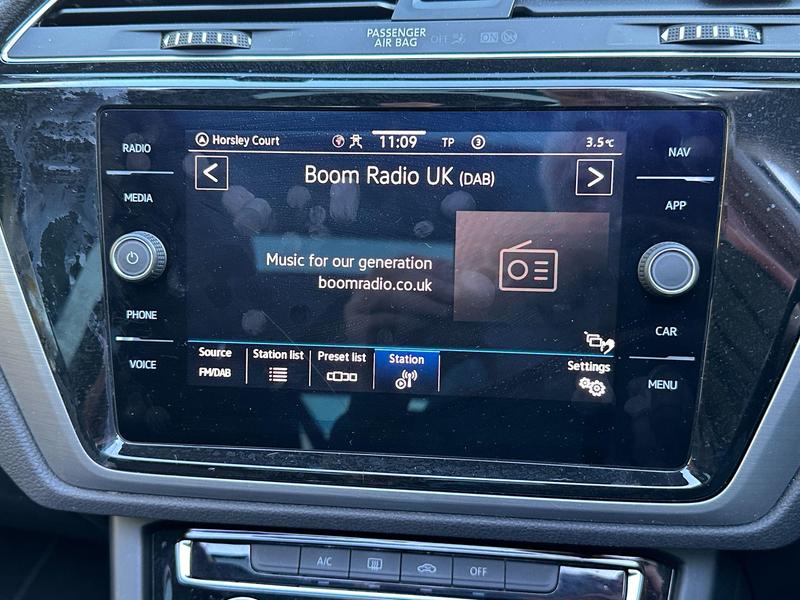 PASSENGER
AIR BAG OFF ON
RADIO
MEDIA
PHONE
VOICE
Horsley Court 11:09 TP 3 3.5°C
< Boom Radio UK (DAB) >
Music for our generation
boomradio.co.uk
Source Station list Preset list Station Settings
FM/DAB
NAV
APP
CAR
MENU
A/C OFF